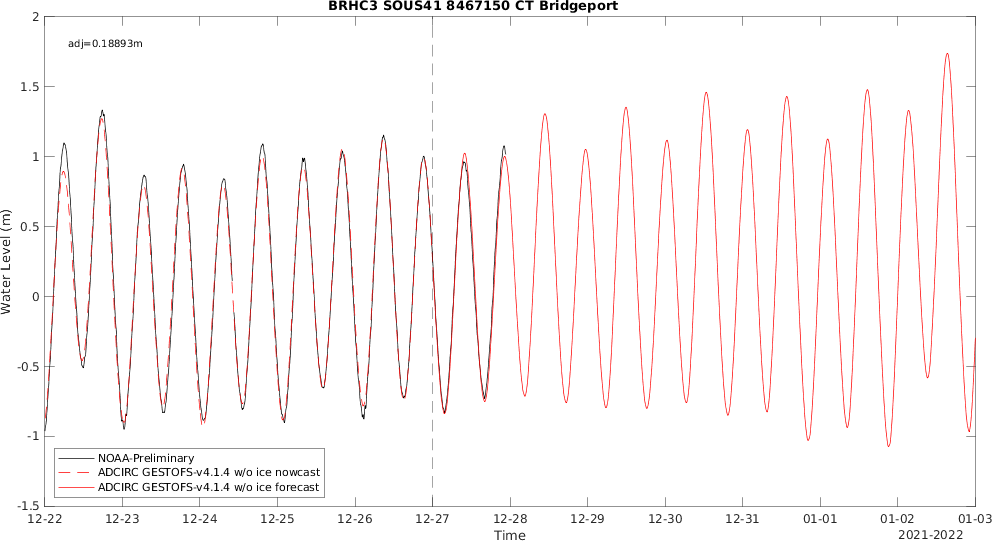 BRHC3 SOUS41 8467150 CT Bridgeport
adj=0.18893m
Water Level (m)
2
1.5
1
0.5
0
-0.5
-1
-1.5
NOAA-Preliminary
ADCIRC GESTOFS-v4.1.4 w/o ice nowcast
ADCIRC GESTOFS-v4.1.4 w/o ice forecast
12-22 12-23 12-24 12-25 12-26 12-27 12-28 12-29 12-30 12-31 01-01 01-02 01-03
Time
2021-2022